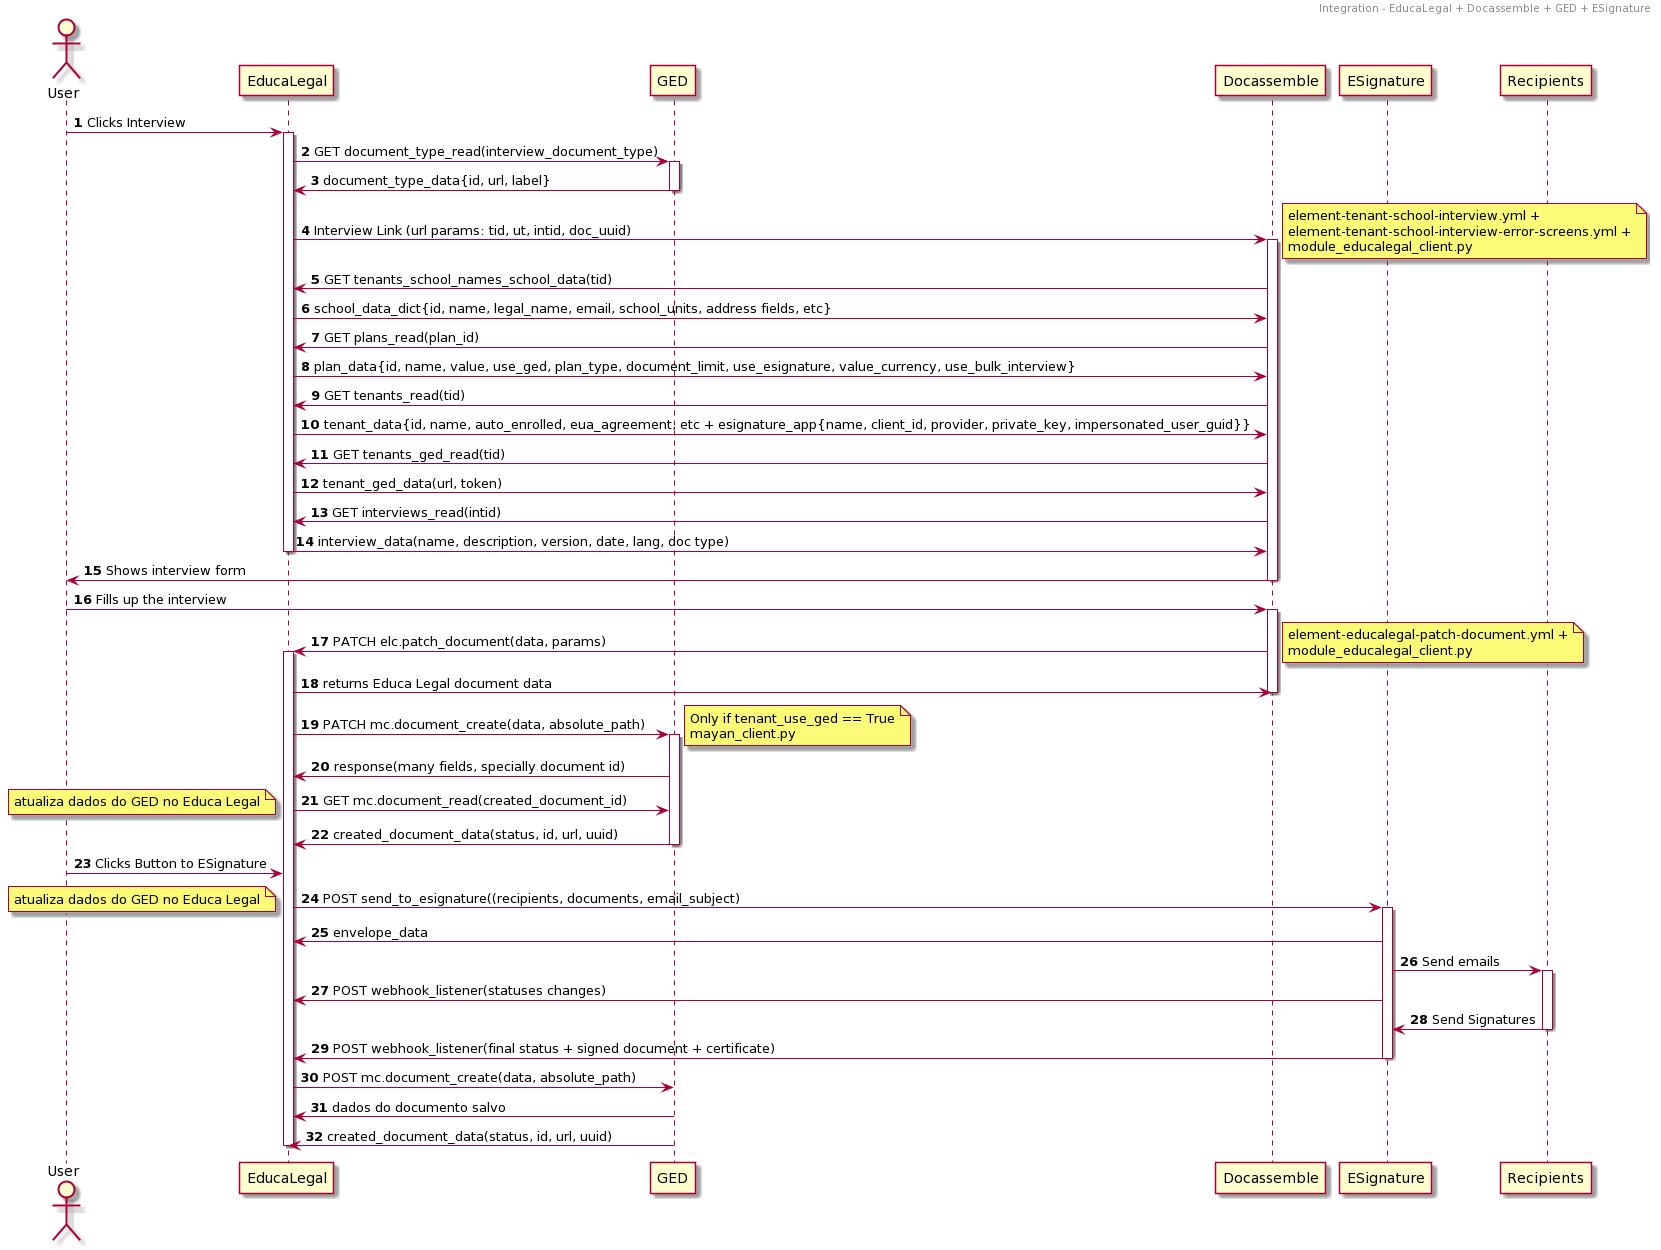 Integration - EducaLegal + Docassemble + GED + ESignature
User
EducaLegal
GED
Docassemble
ESignature
Recipients
1 Clicks Interview
2 GET document_type_read(interview_document_type)
3 document_type_data{id, url, label}
4 Interview Link (url params: tid, ut, intid, doc_uuid)
element-tenant-school-interview.yml +
element-tenant-school-interview-error-screens.yml +
module_educalegal_client.py
5 GET tenants_school_names_school_data(tid)
6 school_data_dict{id, name, legal_name, email, school_units, address fields, etc}
7 GET plans_read(plan_id)
8 plan_data{id, name, value, use_ged, plan_type, document_limit, use_esignature, value_currency, use_bulk_interview}
9 GET tenants_read(tid)
10 tenant_data{id, name, auto_enrolled, eua_agreement, etc + esignature_app{name, client_id, provider, private_key, impersonated_user_guid}}
11 GET tenants_ged_read(tid)
12 tenant_ged_data(url, token)
13 GET interviews_read(intid)
14 interview_data(name, description, version, date, lang, doc type)
15 Shows interview form
16 Fills up the interview
17 PATCH elc.patch_document(data, params)
element-educalegal-patch-document.yml +
module_educalegal_client.py
18 returns Educa Legal document data
19 PATCH mc.document_create(data, absolute_path)
Only if tenant_use_ged == True
mayan_client.py
20 response(many fields, specially document id)
atualiza dados do GED no Educa Legal
21 GET mc.document_read(created_document_id)
22 created_document_data(status, id, url, uuid)
23 Clicks Button to ESignature
atualiza dados do GED no Educa Legal
24 POST send_to_esignature((recipients, documents, email_subject)
25 envelope_data
26 Send emails
27 POST webhook_listener(statuses changes)
28 Send Signatures
29 POST webhook_listener(final status + signed document + certificate)
30 POST mc.document_create(data, absolute_path)
31 dados do documento salvo
32 created_document_data(status, id, url, uuid)
User
EducaLegal
GED
Docassemble
ESignature
Recipients